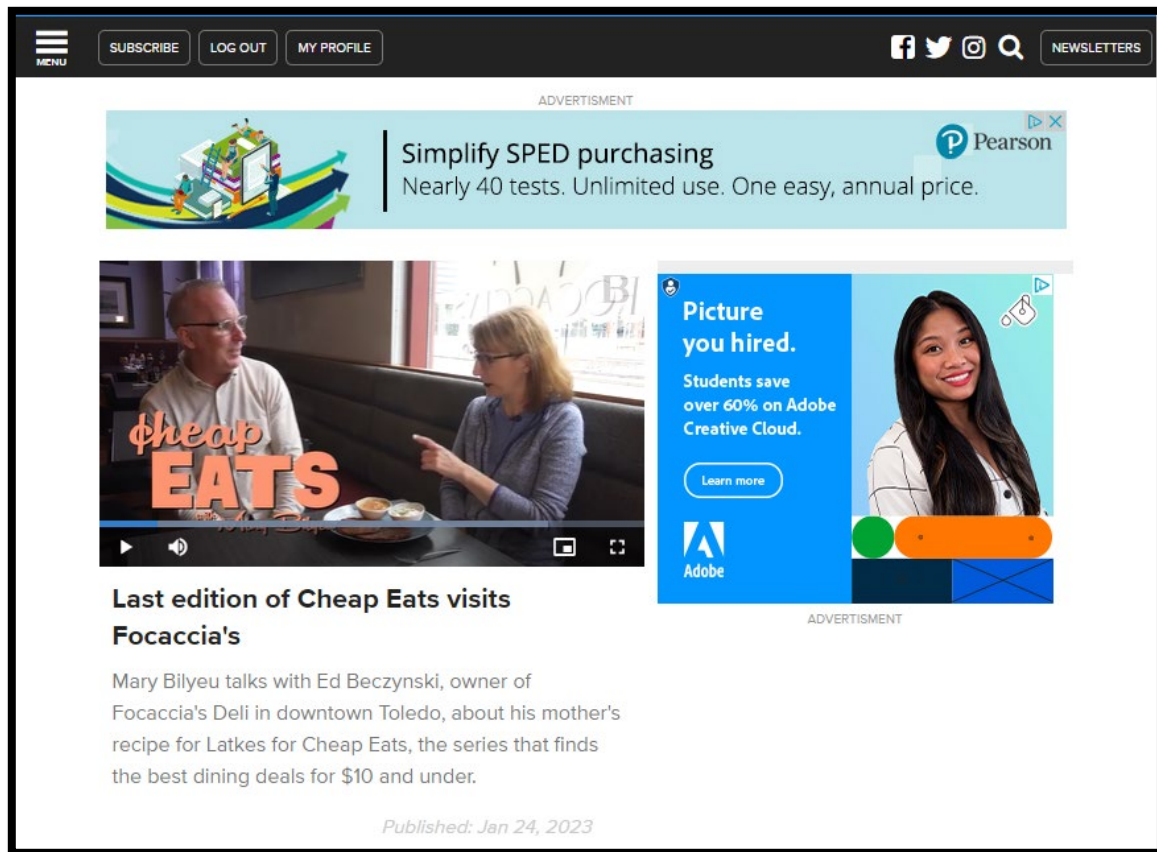 MENU
SUBSCRIBE
LOG OUT
MY PROFILE
NEWSLETTERS
ADVERTISMENT
Simplify SPED purchasing
Nearly 40 tests. Unlimited use. One easy, annual price.
P Pearson
cheap
EATS
Picture
you hired.
Students save
over 60% on Adobe
Creative Cloud.
Learn more
Adobe
ADVERTISMENT
Last edition of Cheap Eats visits
Focaccia's
Mary Bilyeu talks with Ed Beczynski, owner of
Focaccia's Deli in downtown Toledo, about his mother's
recipe for Latkes for Cheap Eats, the series that finds
the best dining deals for $10 and under.
Published: Jan 24, 2023